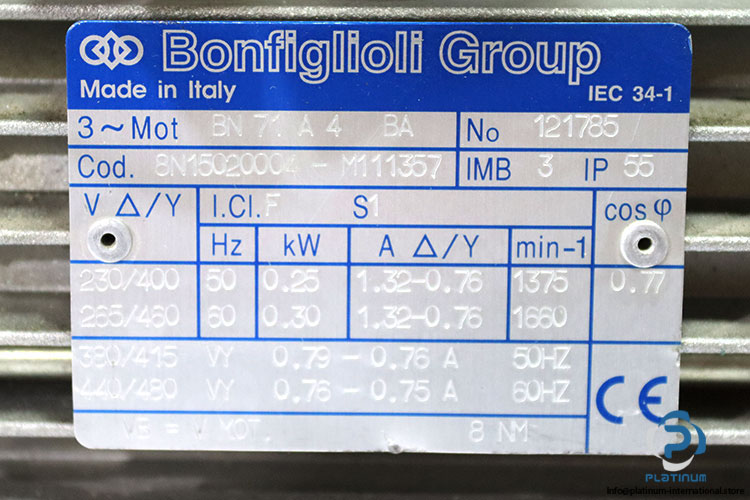 Bonfiglioli Group
Made in Italy IEC 34-1
3~Mot BN 71 A 4 BA No 121785
Cod. 8N15020004 - M111357 IMB 3 IP 55
V Δ/Y I.Cl. F S1 cos φ
Hz kW A Δ/Y min-1
230/400 50 0.25 1.32-0.76 1375 0.77
265/460 60 0.30 1.32-0.76 1660
380/415 VY 0.79 - 0.76 A 50HZ
440/480 VY 0.76 - 0.75 A 60HZ
VB = V MOT. 8 NM
CE
PLATINUM
Info@platinum-international.store